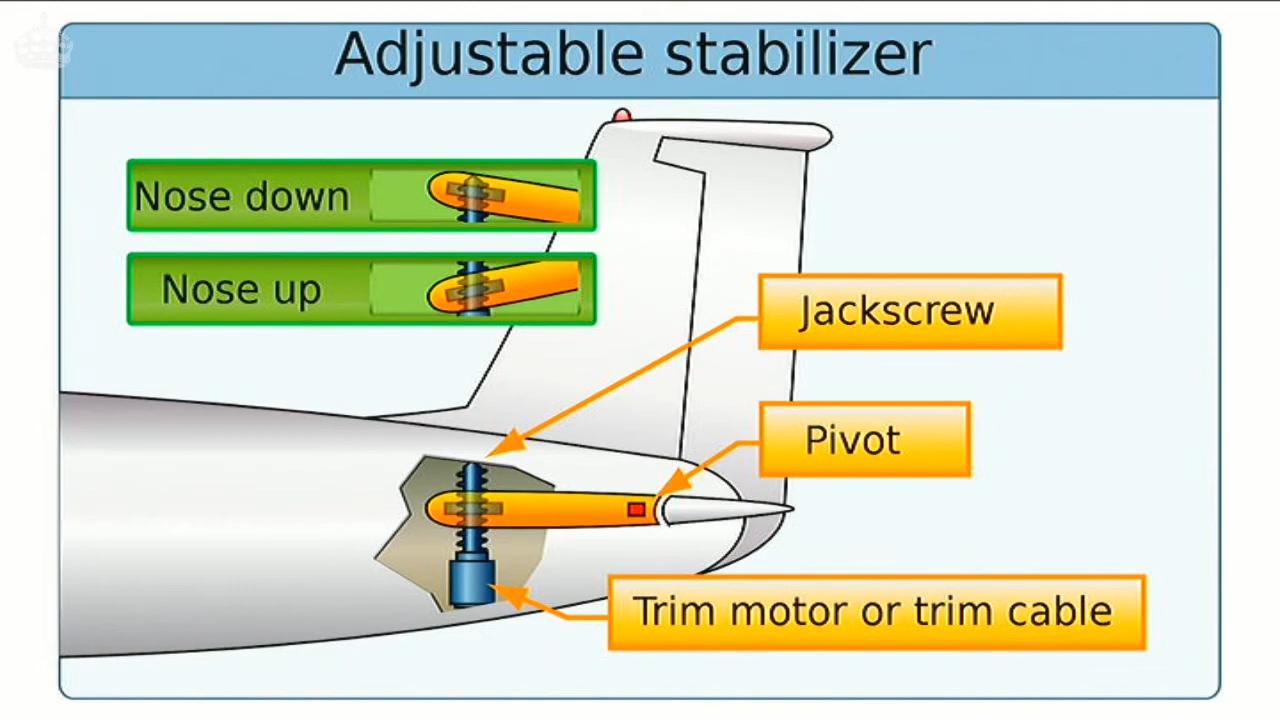 Adjustable stabilizer
Nose down
Nose up
Jackscrew
Pivot
Trim motor or trim cable